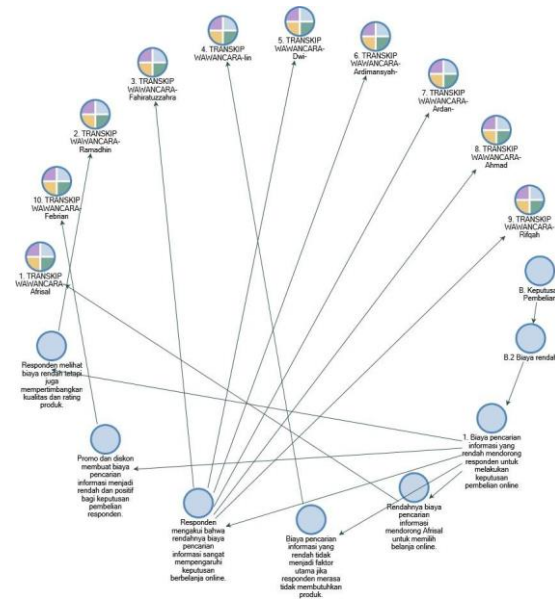 4. TRANSKIP
WAWANCARA-Iin
5. TRANSKIP
WAWANCARA-
Dwi-
6. TRANSKIP
WAWANCARA-
Ardimansyah-
3. TRANSKIP
WAWANCARA-
Fahiratuzzahra
7. TRANSKIP
WAWANCARA-
Ardan-
2. TRANSKIP
WAWANCARA-
Ramadhin
8. TRANSKIP
WAWANCARA-
Ahmad
10. TRANSKIP
WAWANCARA-
Febrian
9. TRANSKIP
WAWANCARA-
Rifqah
1. TRANSKIP
WAWANCARA-
Afrisal
B. Keputusa
Pembelian
B.2 Biaya rendah
Responden melihat
biaya rendah tetapi
juga
mempertimbangkan
kualitas dan rating
produk.
1. Biaya pencarian
informasi yang
rendah mendorong
responden untuk
melakukan
keputusan
pembelian online
Promo dan diskon
membuat biaya
pencarian
informasi menjadi
rendah dan positif
bagi keputusan
pembelian
responden.
Responden
mengakui bahwa
rendahnya biaya
pencarian
informasi sangat
mempengaruhi
keputusan
berbelanja online.
Biaya pencarian
informasi yang
rendah tidak
menjadi faktor
utama jika
responden merasa
tidak membutuhkan
produk.
Rendahnya biaya
pencarian
informasi
mendorong Afrisal
untuk memilih
belanja online.